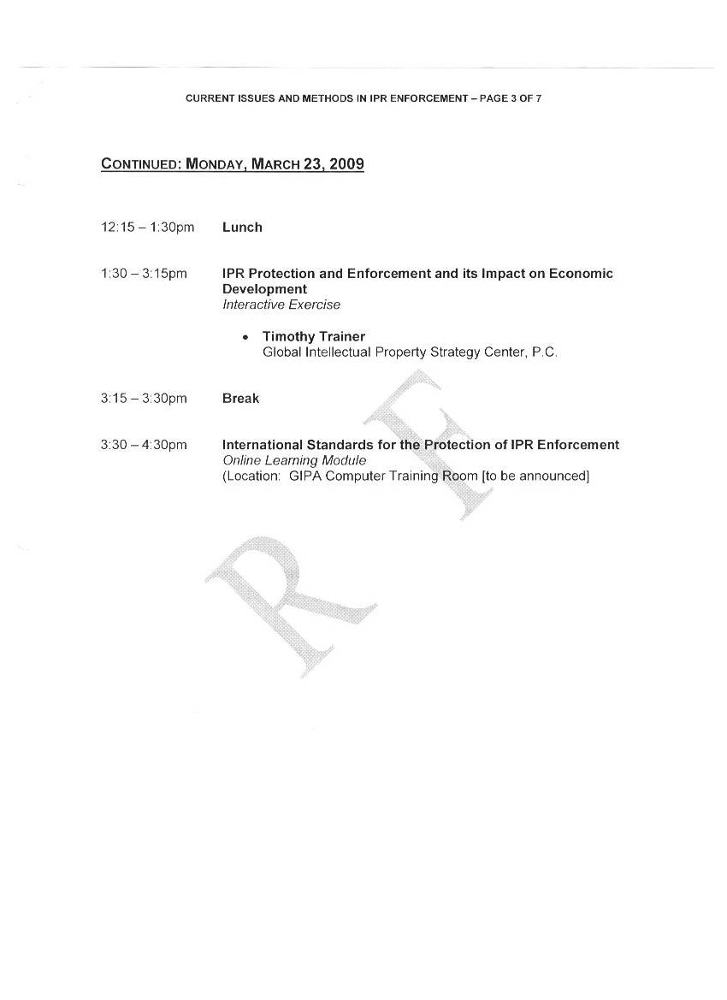 CURRENT ISSUES AND METHODS IN IPR ENFORCEMENT – PAGE 3 OF 7
CONTINUED: MONDAY, MARCH 23, 2009
12:15 – 1:30pm Lunch
1:30 – 3:15pm IPR Protection and Enforcement and its Impact on Economic
Development
Interactive Exercise
• Timothy Trainer
Global Intellectual Property Strategy Center, P.C.
3:15 – 3:30pm Break
3:30 – 4:30pm International Standards for the Protection of IPR Enforcement
Online Learning Module
(Location: GIPA Computer Training Room [to be announced]
R F